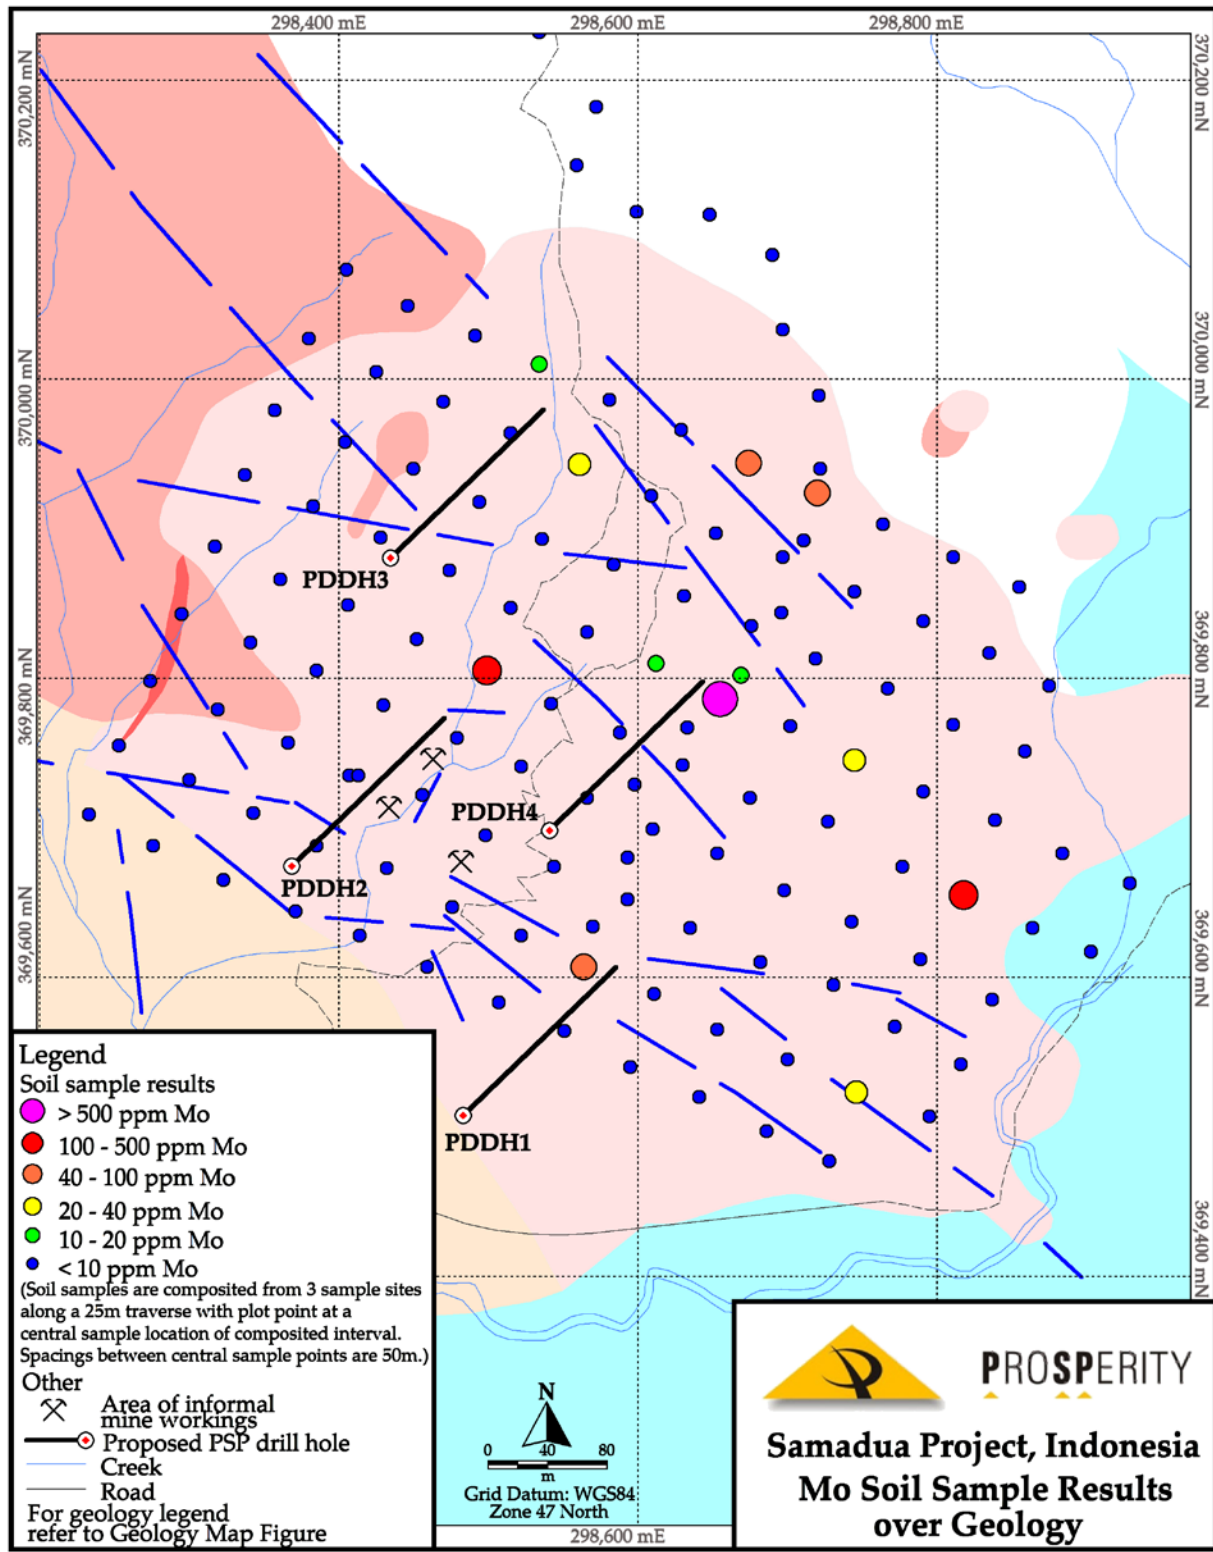 298,400 mE
298,600 mE
298,800 mE
370,200 mN
370,200 mN
370,000 mN
370,000 mN
369,800 mN
369,800 mN
369,600 mN
369,600 mN
369,400 mN
PDDH3
PDDH4
PDDH2
PDDH1
Legend
Soil sample results
> 500 ppm Mo
100 - 500 ppm Mo
40 - 100 ppm Mo
20 - 40 ppm Mo
10 - 20 ppm Mo
< 10 ppm Mo
(Soil samples are composited from 3 sample sites
along a 25m traverse with plot point at a
central sample location of composited interval.
Spacings between central sample points are 50m.)
Other
Area of informal
mine workings
Proposed PSP drill hole
Creek
Road
For geology legend
refer to Geology Map Figure
N
0 40 80
m
Grid Datum: WGS84
Zone 47 North
298,600 mE
PROSPERITY
Samadua Project, Indonesia
Mo Soil Sample Results
over Geology